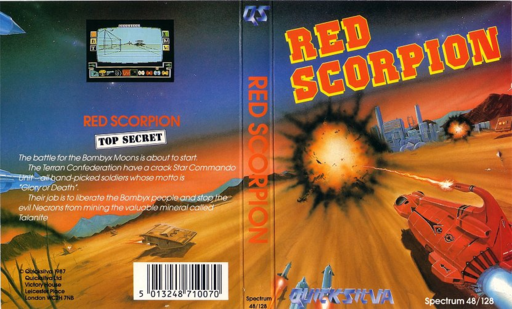 RED SCORPION
TOP SECRET
The battle for the Bombyx Moons is about to start.
The Terran Confederation have a crack Star Commando
Unit - of hand-picked soldiers whose motto is
"Glory or Death".
Their job is to liberate the Bombyx people and stop the
evil Necrons from mining the valuable mineral called
Talanite
© Quicksilva 1987
Quicksilva Ltd
Victory House
Leicester Place
London WC2H 7NB
5 013248 710070
QS
RED SCORPION
Spectrum
48/128
RED
SCORPION
QUICKSILVA
Spectrum 48/128